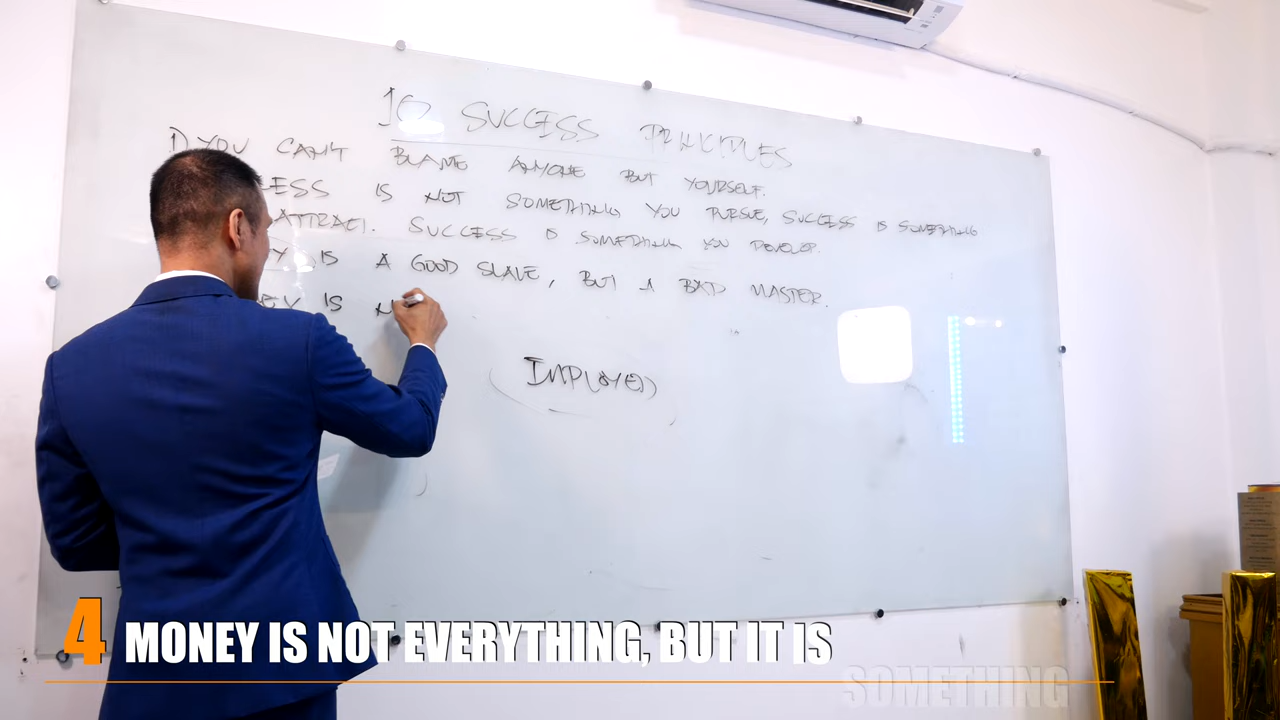 10 SUCCESS PRINCIPLES
1) YOU CAN'T BLAME ANYONE BUT YOURSELF.
ESS IS NOT SOMETHING YOU PURSUE, SUCCESS IS SOMETHING
ATTRACT. SUCCESS IS SOMETHING YOU DEVELOP.
Y IS A GOOD SLAVE, BUT A BAD MASTER.
EY IS N
4 MONEY IS NOT EVERYTHING, BUT IT IS
SOMETHING